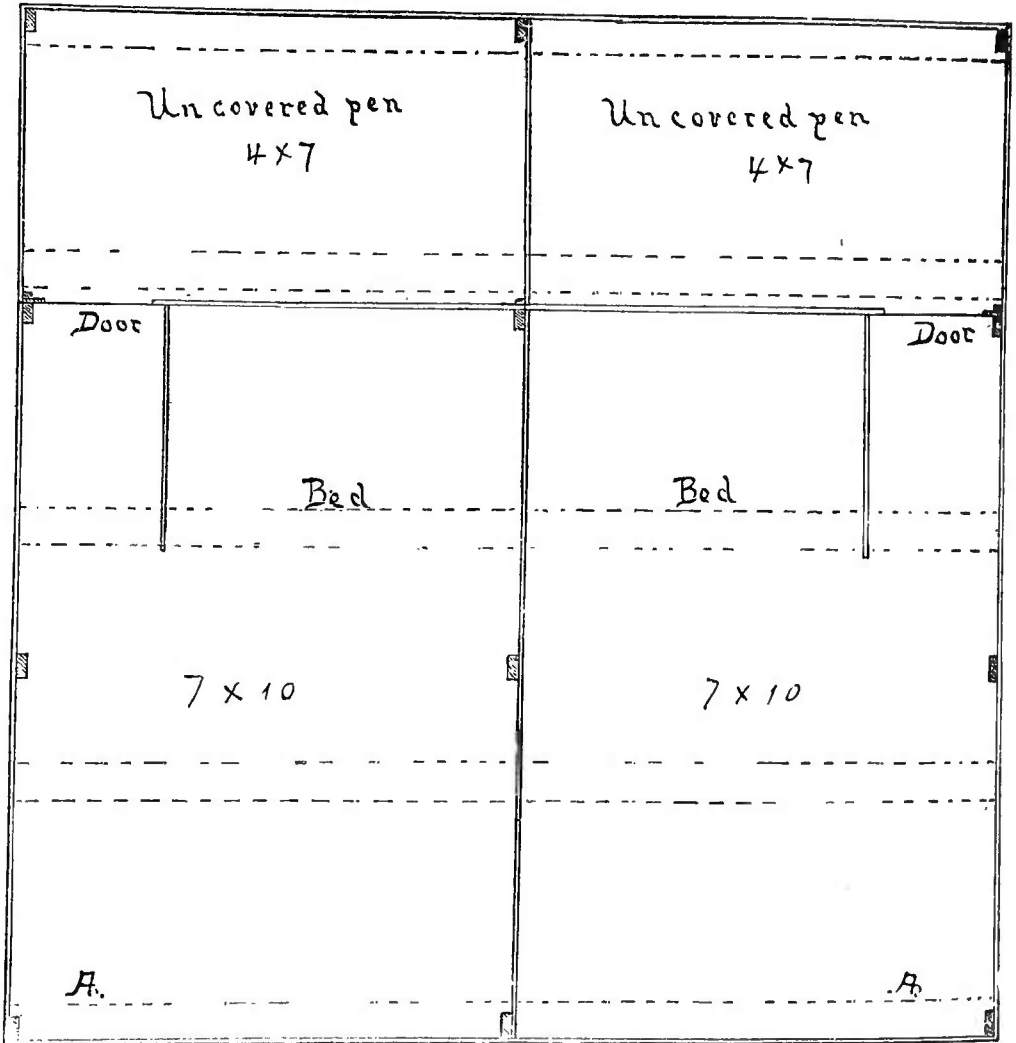 Uncovered pen
4 x 7
Uncovered pen
4 x 7
Door
Door
Bed
Bed
7 x 10
7 x 10
A.
A.